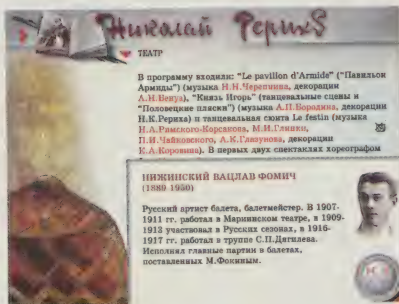 Николай Рерих
ТЕАТР
В программу входили: "Le pavillon d'Armide" ("Павильон
Армиды") (музыка Н.Н.Черепнина, декорации
А.Н.Бенуа), "Князь Игорь" (танцевальные сцены и
"Половецкие пляски") (музыка А.П.Бородина, декорации
Н.К.Рериха) и танцевальная сюита Le festin (музыка
Н.А.Римского-Корсакова, М.И.Глинки,
П.И.Чайковского, А.К.Глазунова, декорации
К.А.Коровина). В первых двух спектаклях хореографом
НИЖИНСКИЙ ВАЦЛАВ ФОМИЧ
(1889-1950)
Русский артист балета, балетмейстер. В 1907-
1911 гг. работал в Мариинском театре, в 1909-
1913 участвовал в Русских сезонах, в 1916-
1917 гг. работал в труппе С.П.Дягилева.
Исполнил главные партии в балетах,
поставленных М.Фокиным.